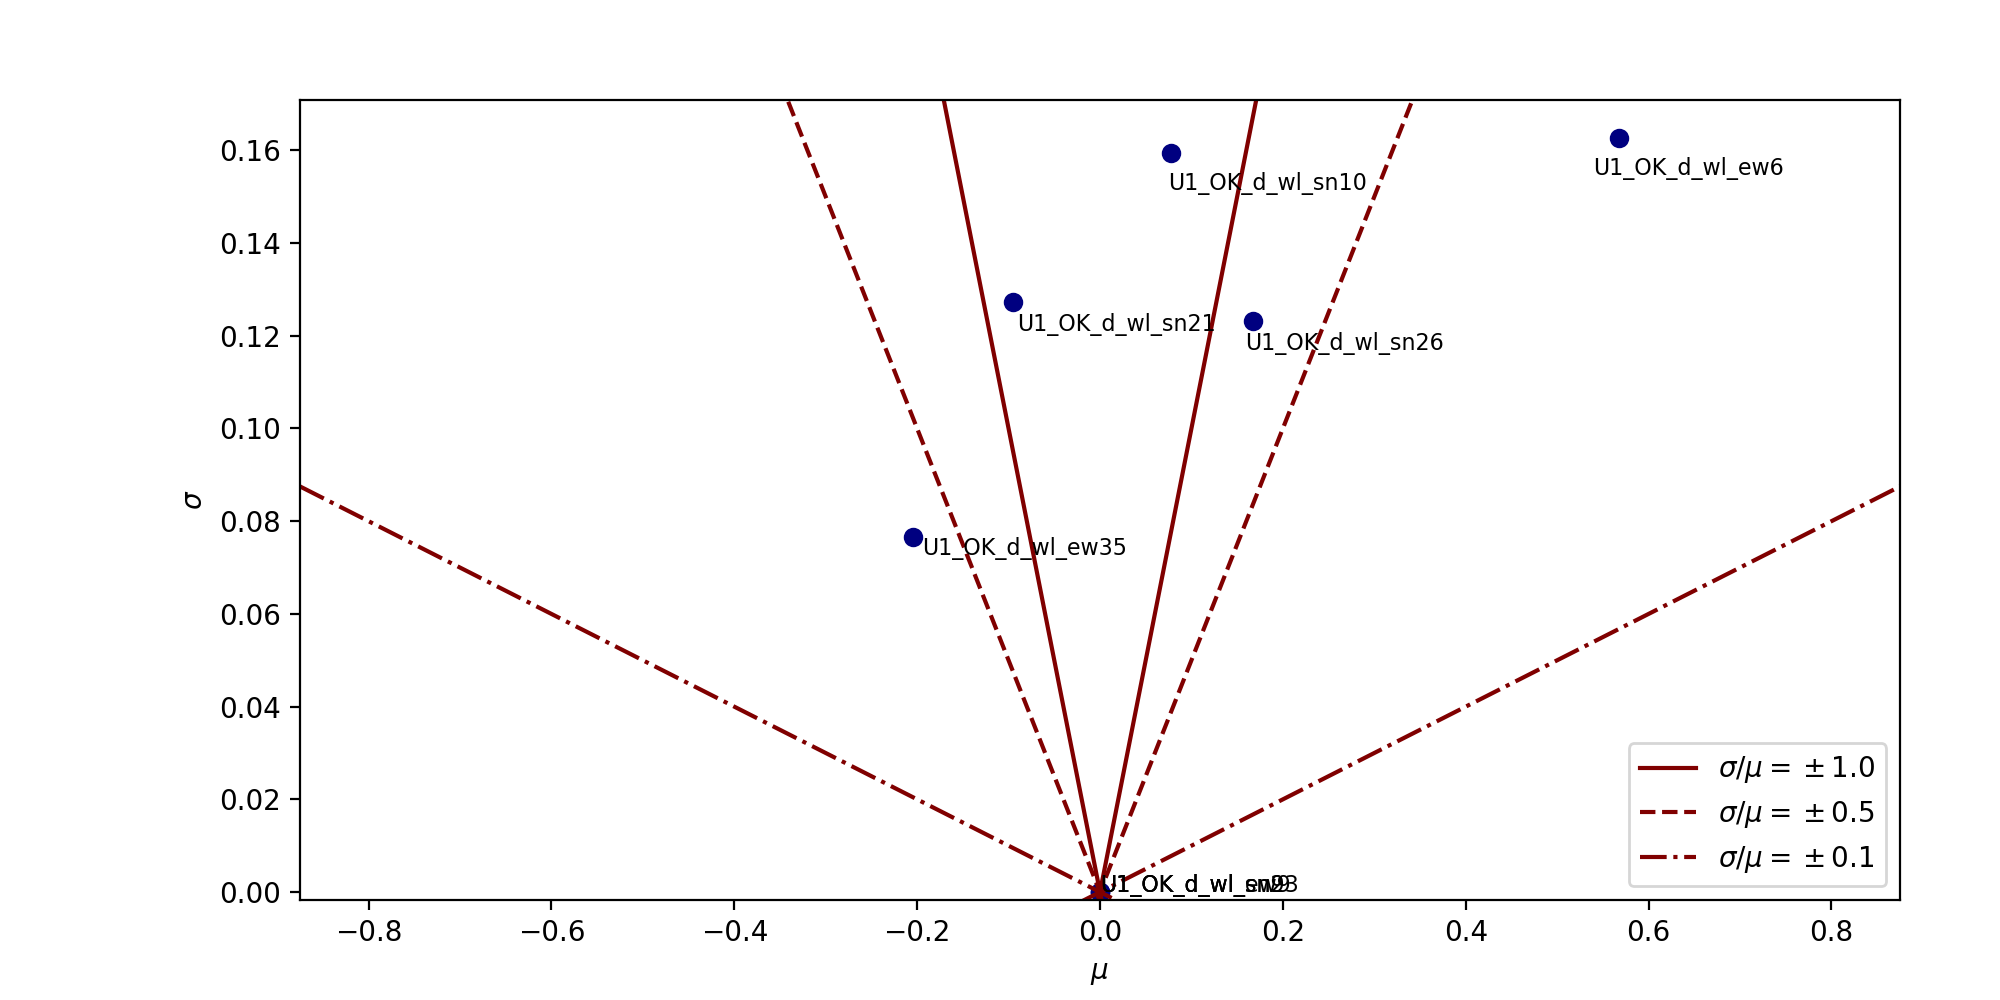 0.16
0.14
0.12
0.10
0.08
0.06
0.04
0.02
0.00
σ
U1_OK_d_wl_sn10
U1_OK_d_wl_ew6
U1_OK_d_wl_sn21
U1_OK_d_wl_sn26
U1_OK_d_wl_ew35
σ/μ = ±1.0
σ/μ = ±0.5
σ/μ = ±0.1
−0.8 −0.6 −0.4 −0.2 0.0 0.2 0.4 0.6 0.8
μ